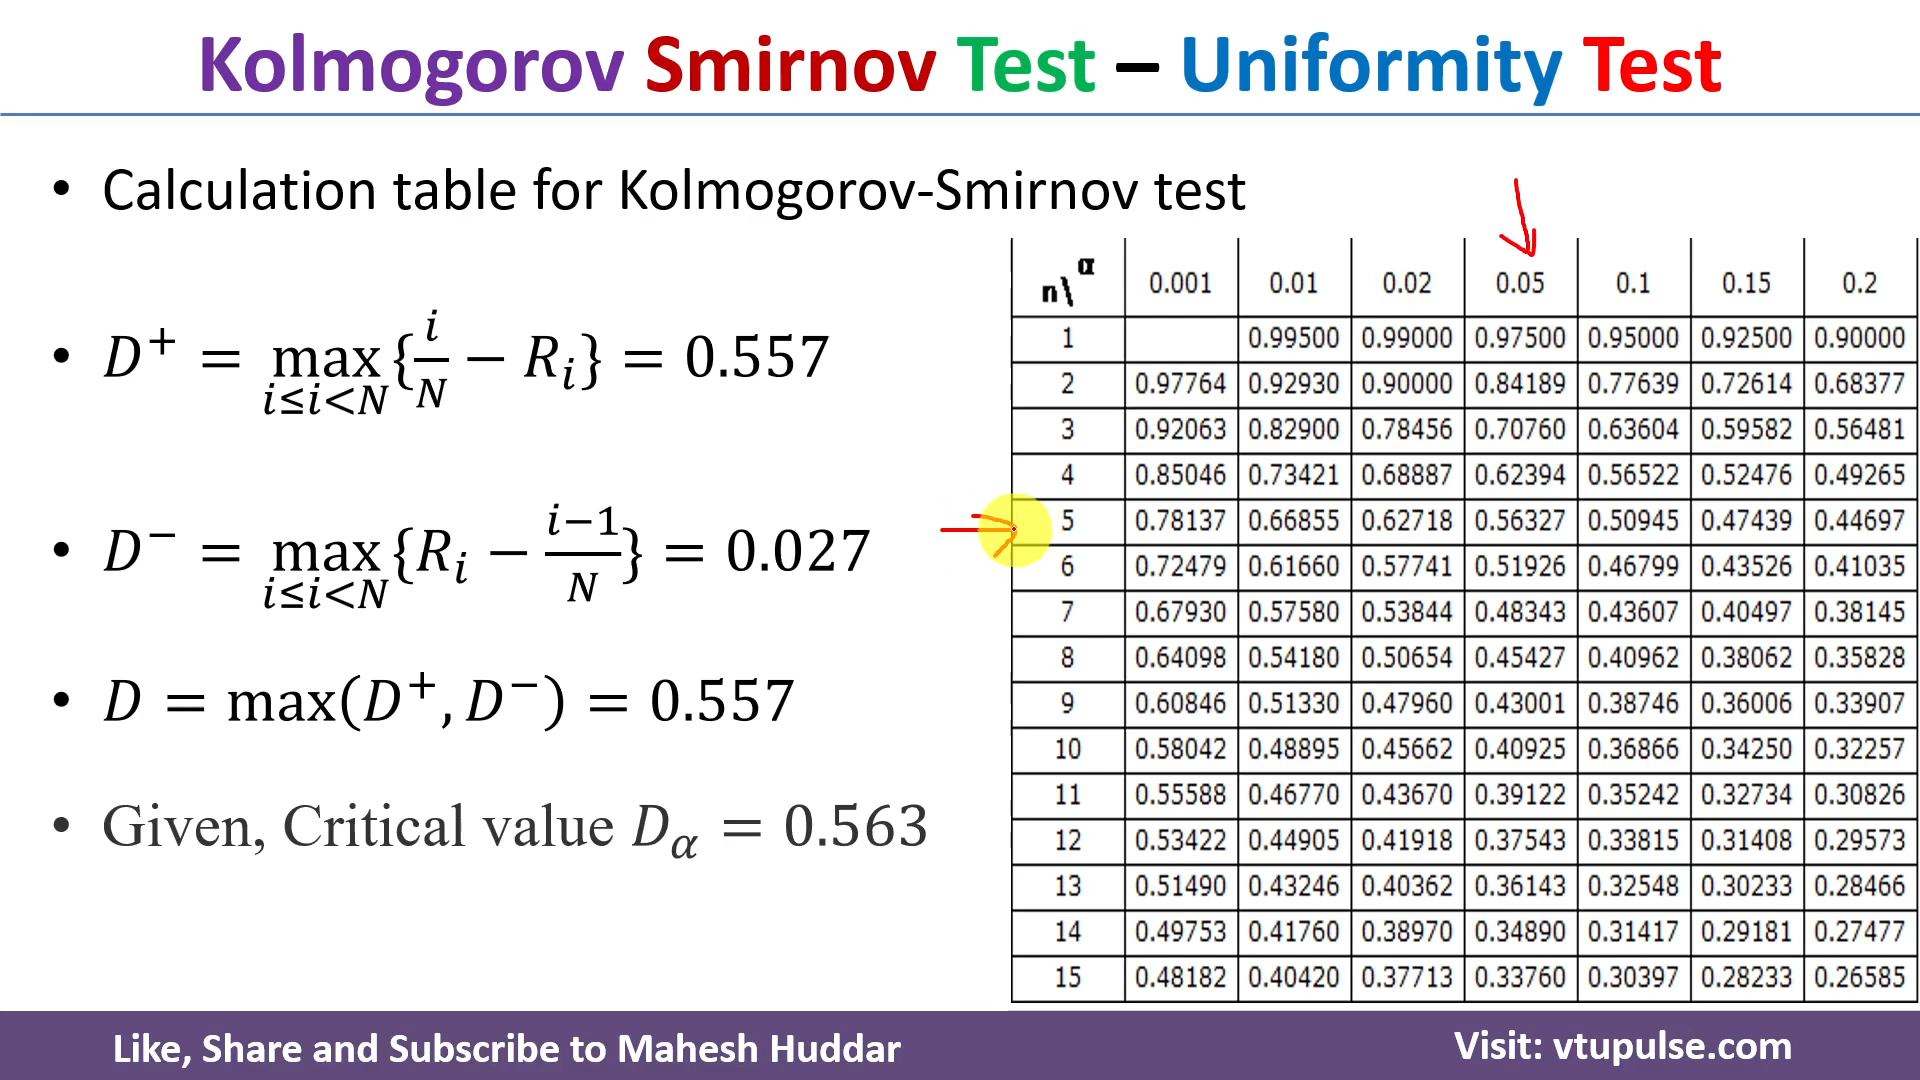 Kolmogorov Smirnov Test – Uniformity Test
• Calculation table for Kolmogorov-Smirnov test
• D⁺ = max{i/N − Rᵢ} = 0.557
i≤i<N
• D⁻ = max{Rᵢ − i−1/N} = 0.027
i≤i<N
• D = max(D⁺, D⁻) = 0.557
• Given, Critical value Dα = 0.563
n\α 0.001 0.01 0.02 0.05 0.1 0.15 0.2
1 0.99500 0.99000 0.97500 0.95000 0.92500 0.90000
2 0.97764 0.92930 0.90000 0.84189 0.77639 0.72614 0.68377
3 0.92063 0.82900 0.78456 0.70760 0.63604 0.59582 0.56481
4 0.85046 0.73421 0.68887 0.62394 0.56522 0.52476 0.49265
5 0.78137 0.66855 0.62718 0.56327 0.50945 0.47439 0.44697
6 0.72479 0.61660 0.57741 0.51926 0.46799 0.43526 0.41035
7 0.67930 0.57580 0.53844 0.48343 0.43607 0.40497 0.38145
8 0.64098 0.54180 0.50654 0.45427 0.40962 0.38062 0.35828
9 0.60846 0.51330 0.47960 0.43001 0.38746 0.36006 0.33907
10 0.58042 0.48895 0.45662 0.40925 0.36866 0.34250 0.32257
11 0.55588 0.46770 0.43670 0.39122 0.35242 0.32734 0.30826
12 0.53422 0.44905 0.41918 0.37543 0.33815 0.31408 0.29573
13 0.51490 0.43246 0.40362 0.36143 0.32548 0.30233 0.28466
14 0.49753 0.41760 0.38970 0.34890 0.31417 0.29181 0.27477
15 0.48182 0.40420 0.37713 0.33760 0.30397 0.28233 0.26585
Like, Share and Subscribe to Mahesh Huddar
Visit: vtupulse.com